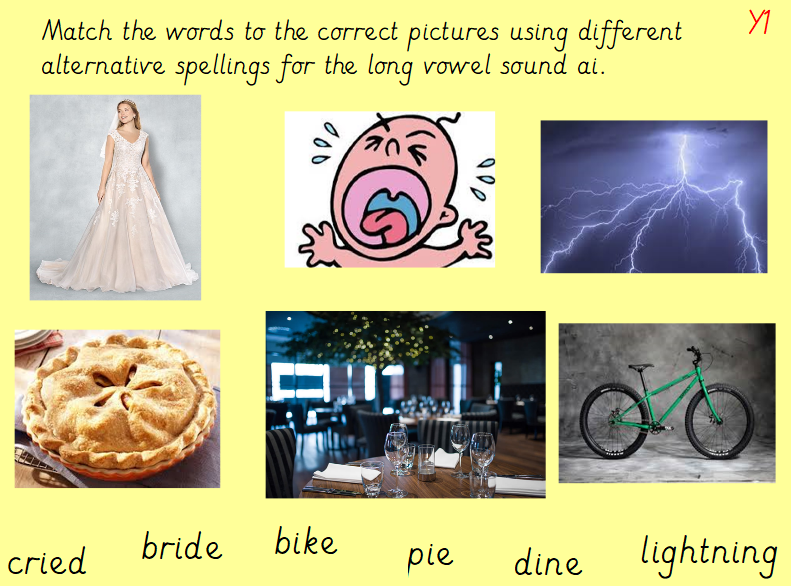 Y1
Match the words to the correct pictures using different
alternative spellings for the long vowel sound ai.
cried bride bike pie dine lightning